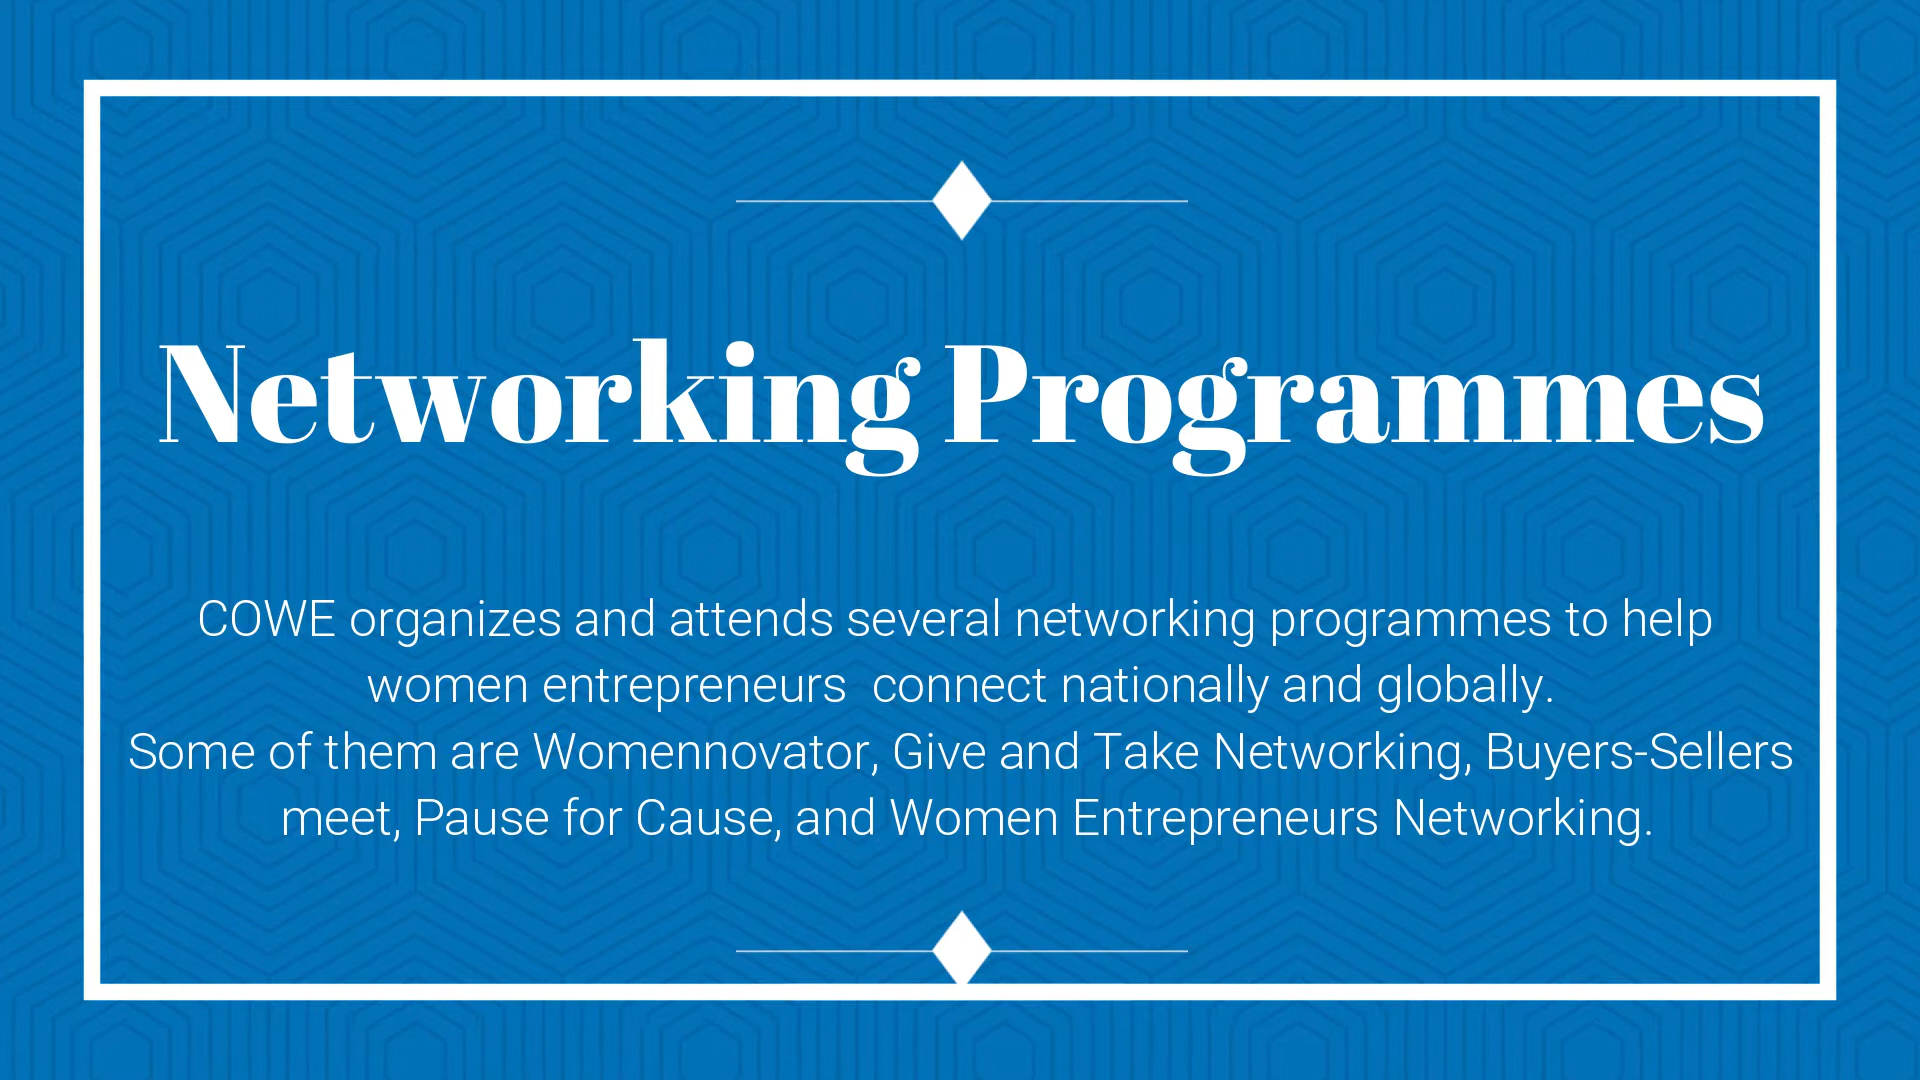 Networking Programmes
COWE organizes and attends several networking programmes to help
women entrepreneurs  connect nationally and globally.
Some of them are Womennovator, Give and Take Networking, Buyers-Sellers
meet, Pause for Cause, and Women Entrepreneurs Networking.